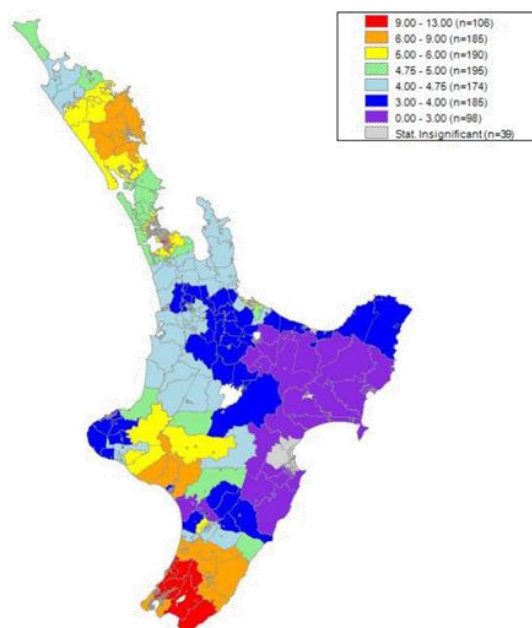 9.00 - 13.00 (n=106)
6.00 - 9.00 (n=185)
5.00 - 6.00 (n=190)
4.75 - 5.00 (n=195)
4.00 - 4.75 (n=174)
3.00 - 4.00 (n=185)
0.00 - 3.00 (n=98)
Stat. Insignificant (n=39)